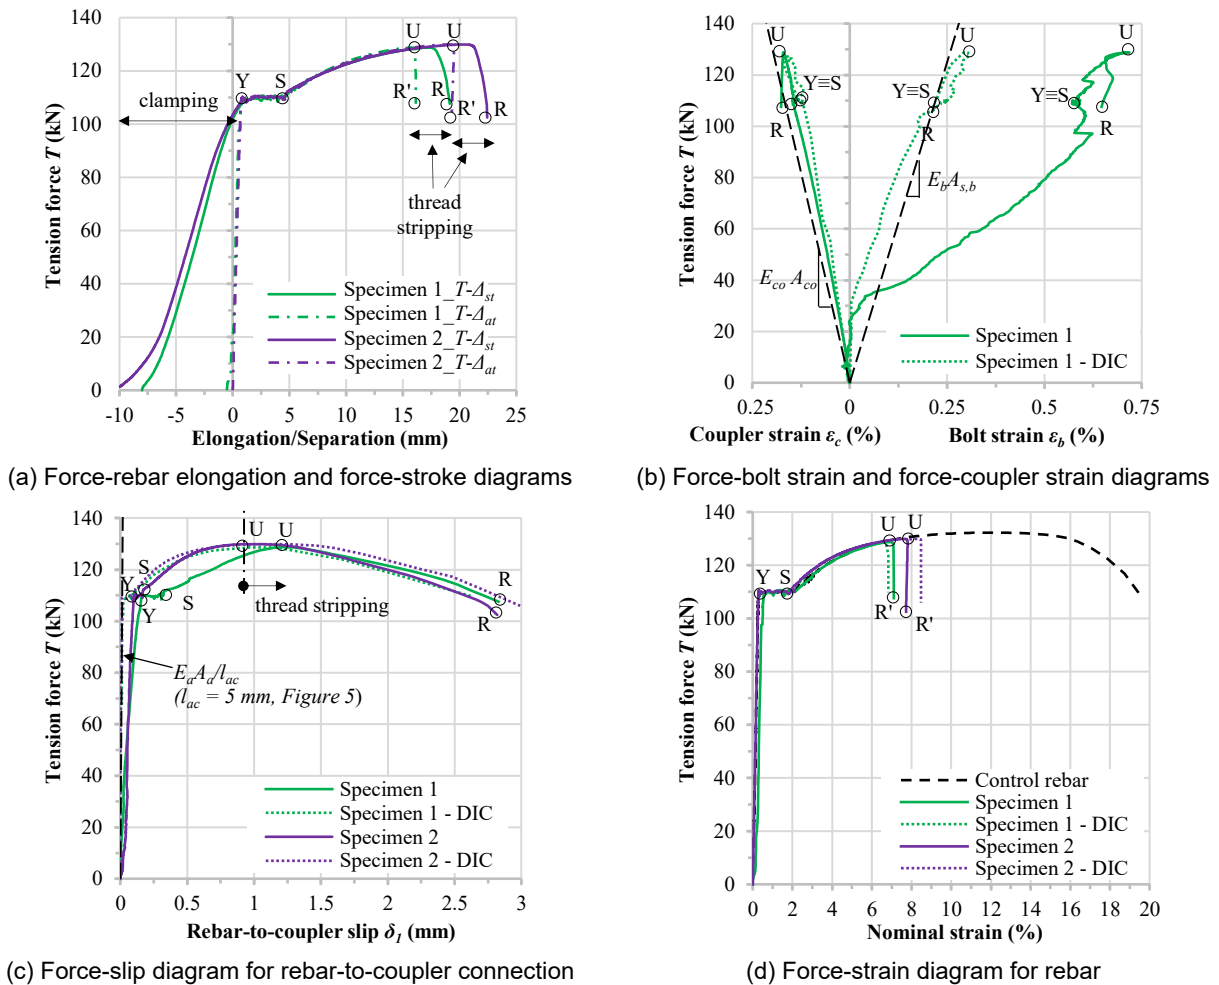 140
120
100
80
60
40
20
0
Tension force T (kN)
clamping
Y
S
U
U
R'
R
R'
R
thread
stripping
Specimen 1_T-Δst
Specimen 1_T-Δat
Specimen 2_T-Δst
Specimen 2_T-Δat
-10 -5 0 5 10 15 20 25
Elongation/Separation (mm)
(a) Force-rebar elongation and force-stroke diagrams
140
120
100
80
60
40
20
0
Tension force T (kN)
U
Y≡S
R
U
Y≡S
R
U
Y≡S
R
EbAs,b
Eco Aco
Specimen 1
Specimen 1 - DIC
0.25 0 0.25 0.5 0.75
Coupler strain εc (%)
Bolt strain εb (%)
(b) Force-bolt strain and force-coupler strain diagrams
140
120
100
80
60
40
20
0
Tension force T (kN)
U U
S
Y
Y
S
thread stripping
R
R
EaAa/lac
(lac = 5 mm, Figure 5)
Specimen 1
Specimen 1 - DIC
Specimen 2
Specimen 2 - DIC
0 0.5 1 1.5 2 2.5 3
Rebar-to-coupler slip δ1 (mm)
(c) Force-slip diagram for rebar-to-coupler connection
140
120
100
80
60
40
20
0
Tension force T (kN)
Y S
U U
R'
R'
Control rebar
Specimen 1
Specimen 1 - DIC
Specimen 2
Specimen 2 - DIC
0 2 4 6 8 10 12 14 16 18 20
Nominal strain (%)
(d) Force-strain diagram for rebar